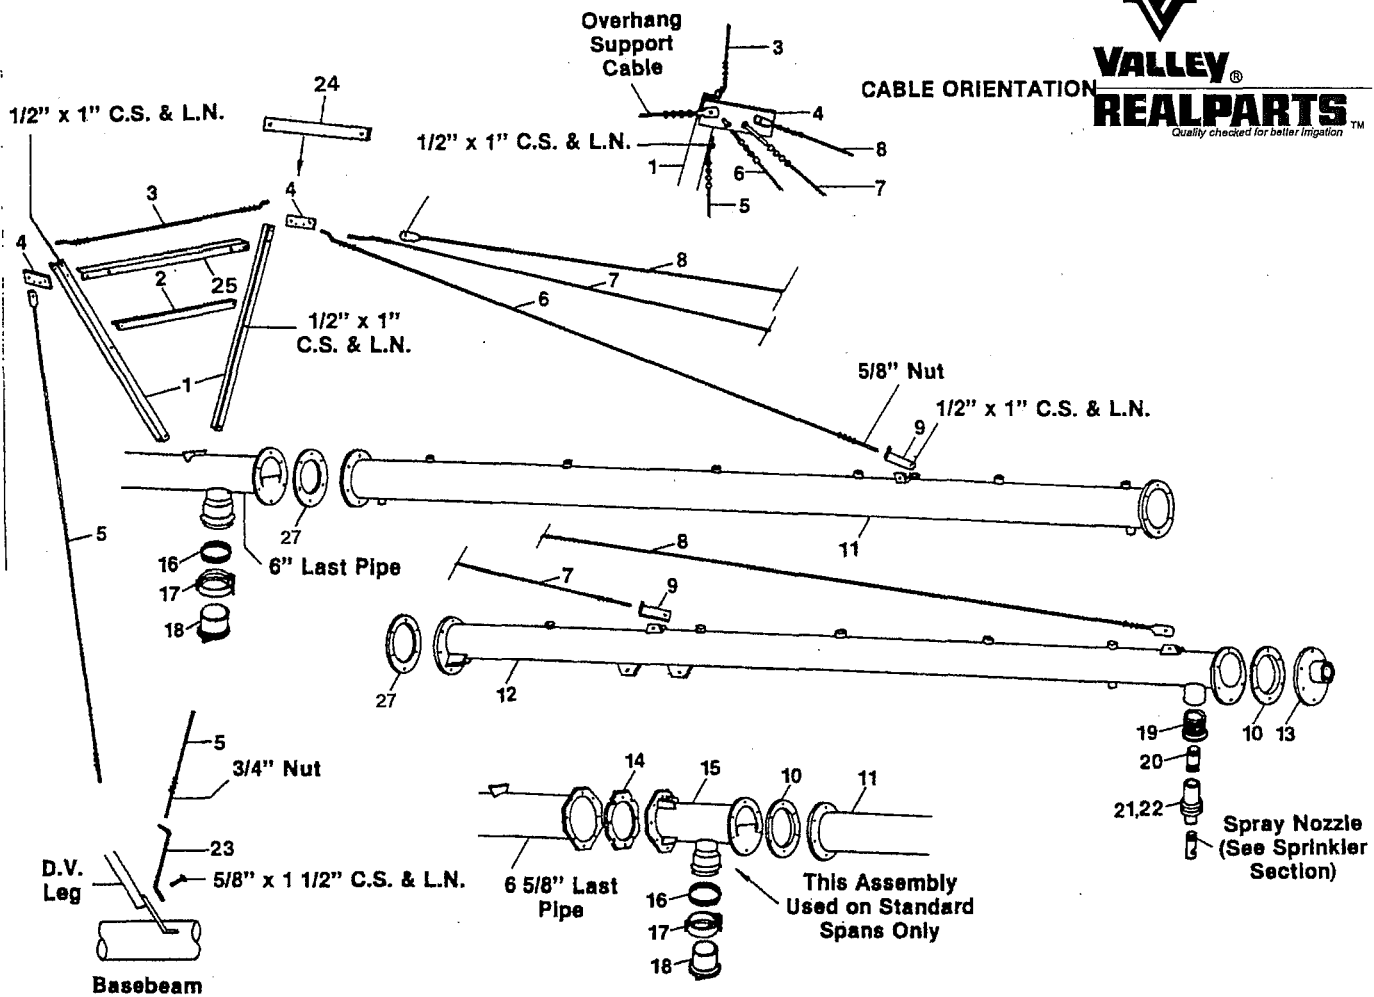 Overhang
Support
Cable
3
CABLE ORIENTATION
VALLEY®
REALPARTS™
Quality checked for better irrigation
24
1/2” x 1” C.S. & L.N.
4
1/2” x 1” C.S. & L.N.
8
1
6
7
5
3
4
4
8
7
6
2
25
1/2” x 1”
C.S. & L.N.
1
5/8” Nut
9
1/2” x 1” C.S. & L.N.
5
27
11
16
6” Last Pipe
8
7
9
17
18
27
12
10
13
19
20
21,22
Spray Nozzle
(See Sprinkler
Section)
5
3/4” Nut
14
15
10
11
23
D.V.
Leg
5/8” x 1 1/2” C.S. & L.N.
6 5/8” Last
Pipe
16
17
18
This Assembly
Used on Standard
Spans Only
Basebeam